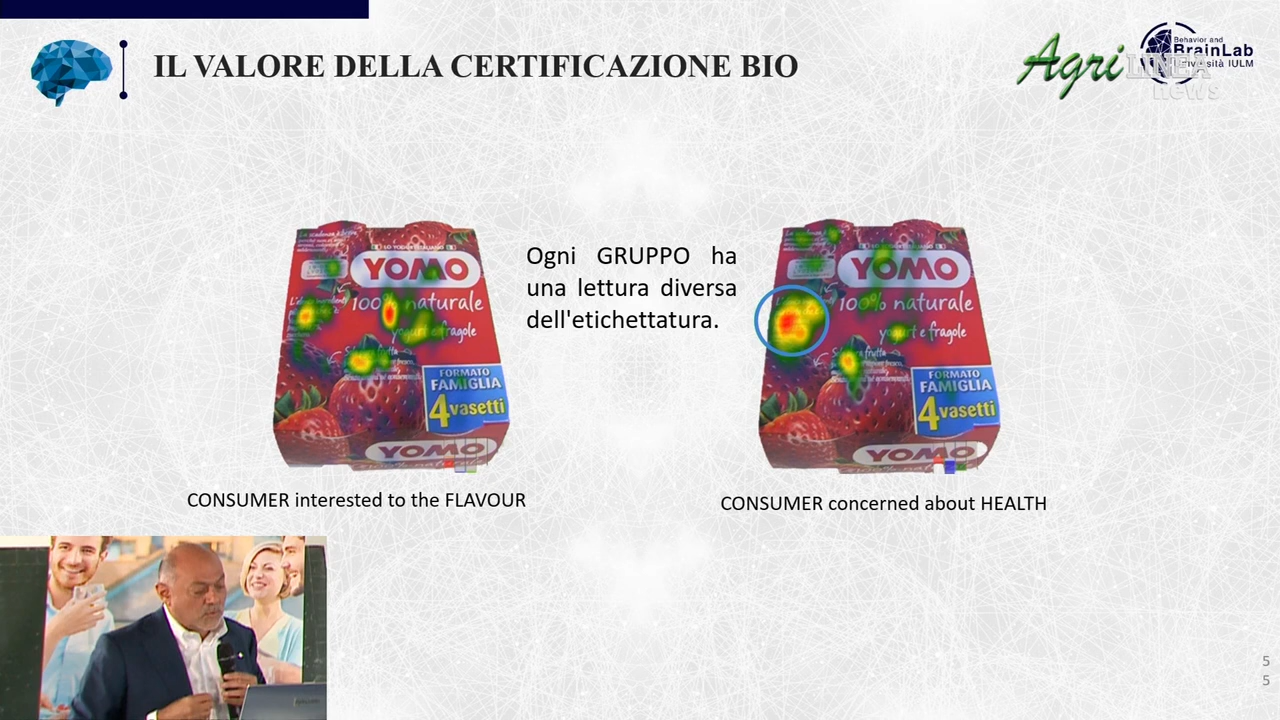 IL VALORE DELLA CERTIFICAZIONE BIO
Agri LINEA
news
Behavior and
BrainLab
Università IULM
YOMO
100% naturale
yogurt e fragole
FORMATO
FAMIGLIA
4 vasetti
YOMO
Ogni GRUPPO ha
una lettura diversa
dell'etichettatura.
YOMO
100% naturale
yogurt e fragole
FORMATO
FAMIGLIA
4 vasetti
YOMO
CONSUMER interested to the FLAVOUR
CONSUMER concerned about HEALTH
5
5